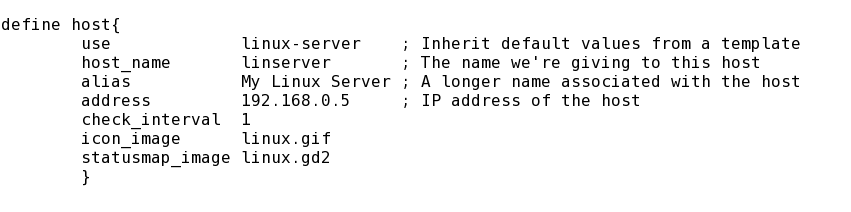 define host{
        use             linux-server    ; Inherit default values from a template
        host_name       linserver       ; The name we're giving to this host
        alias           My Linux Server ; A longer name associated with the host
        address         192.168.0.5     ; IP address of the host
        check_interval  1
        icon_image      linux.gif
        statusmap_image linux.gd2
        }